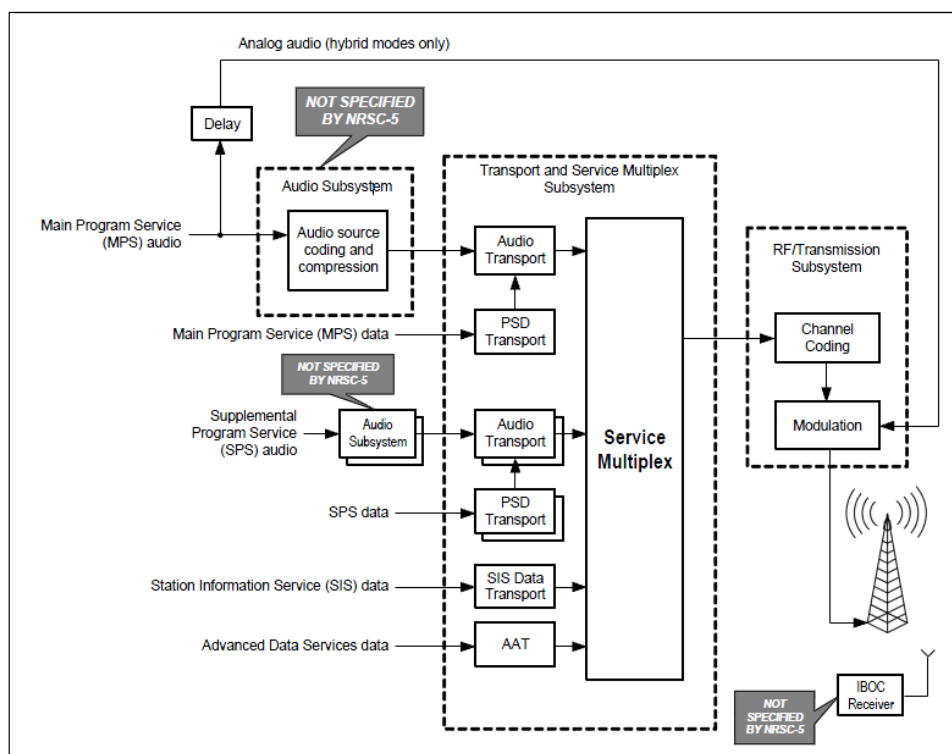 Analog audio (hybrid modes only)
NOT SPECIFIED
BY NRSC-5
Delay
Audio Subsystem
Transport and Service Multiplex
Subsystem
Main Program Service
(MPS) audio
Audio source
coding and
compression
Audio
Transport
RF/Transmission
Subsystem
Main Program Service (MPS) data
PSD
Transport
Channel
Coding
NOT SPECIFIED
BY NRSC-5
Supplemental
Program Service
(SPS) audio
Audio
Subsystem
Audio
Transport
Service
Multiplex
Modulation
SPS data
PSD
Transport
Station Information Service (SIS) data
SIS Data
Transport
Advanced Data Services data
AAT
IBOC
Receiver
NOT
SPECIFIED
BY NRSC-5